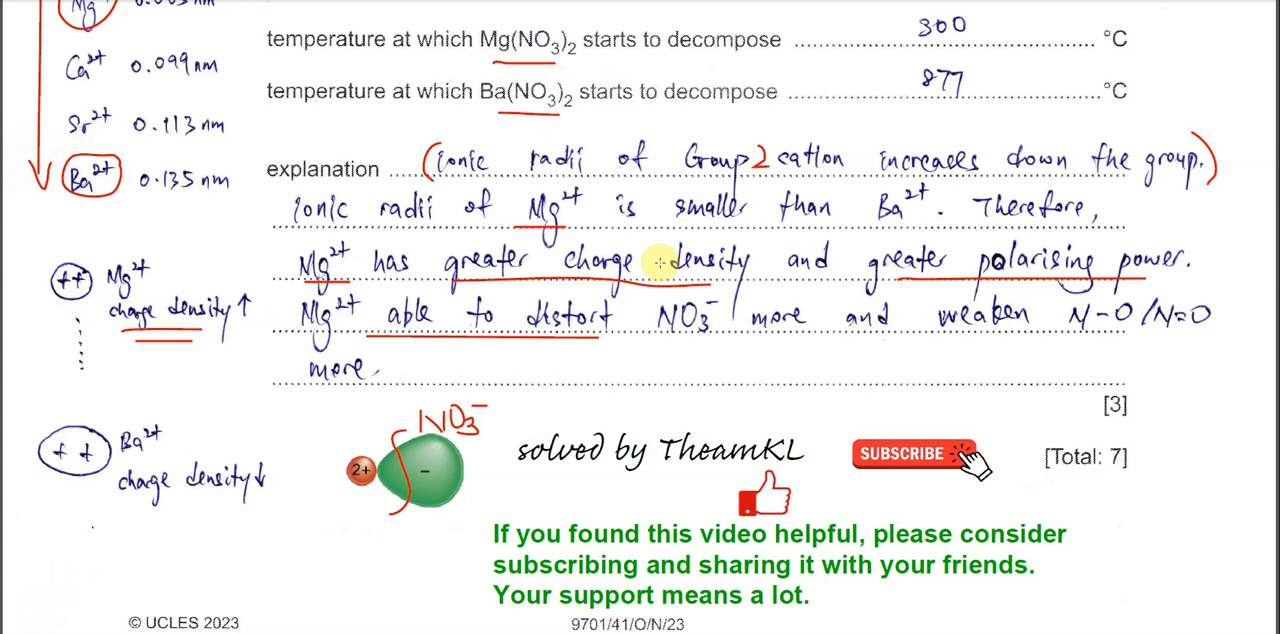 Mg²⁺
temperature at which Mg(NO₃)₂ starts to decompose 300 °C
Ca²⁺ 0.099nm
temperature at which Ba(NO₃)₂ starts to decompose 877 °C
Sr²⁺ 0.113 nm
Ba²⁺ 0.135 nm
explanation (ionic radii of Group 2 cation increases down the group.)
ionic radii of Mg²⁺ is smaller than Ba²⁺. Therefore,
Mg²⁺ has greater charge density and greater polarising power.
Mg²⁺ able to distort NO₃⁻ more and weaken N-O/N=O
more.
++ Mg²⁺
charge density ↑
[3]
++ Ba²⁺
charge density ↓
NO₃⁻
2+ -
solved by TheamKL
SUBSCRIBE
[Total: 7]
If you found this video helpful, please consider
subscribing and sharing it with your friends.
Your support means a lot.
© UCLES 2023
9701/41/O/N/23